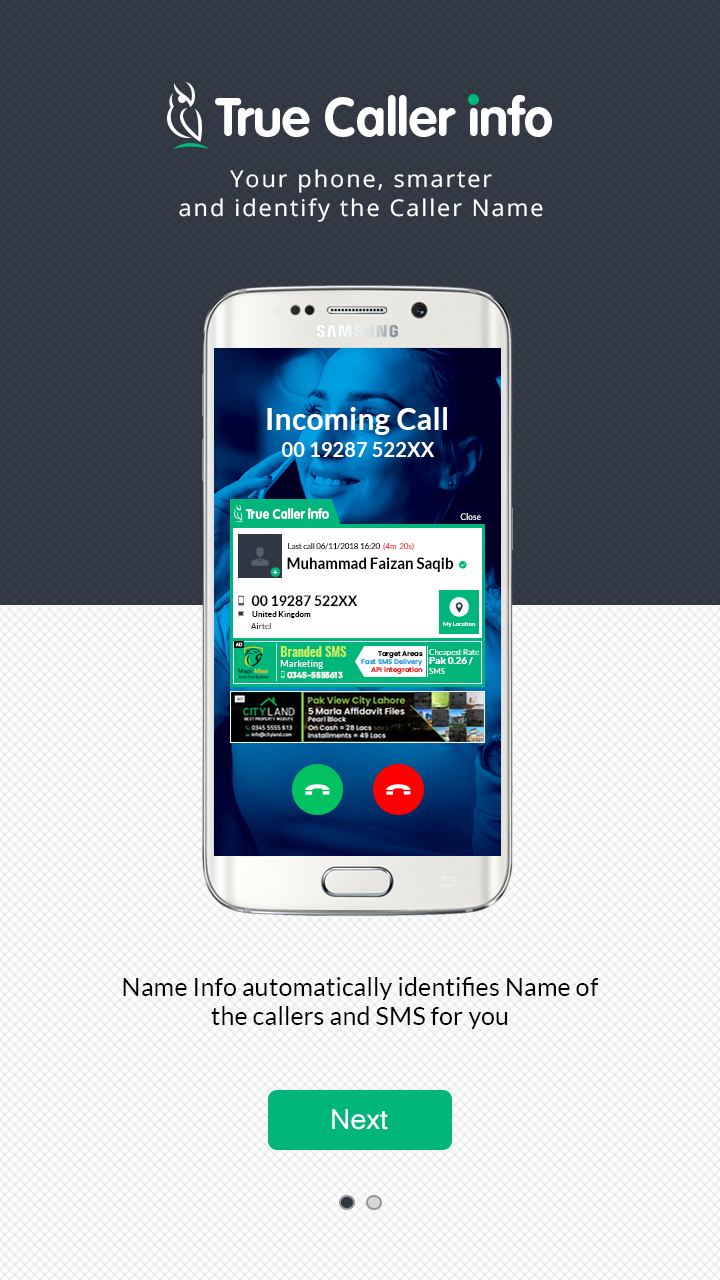 True Caller info
Your phone, smarter
and identify the Caller Name
SAMSUNG
Incoming Call
00 19287 522XX
True Caller info
Close
Last call 06/11/2018 16:20 (4m 20s)
Muhammad Faizan Saqib
00 19287 522XX
United Kingdom
Airtel
My Location
AD
Branded SMS
Marketing
0345-5555613
Target Areas
Fast SMS Delivery
API integration
Cheapest Rate
Pak 0.26 /
SMS
AD
CITYLAND
BEST PROPERTY WEBSITE
0345 5555 613
info@cityland.com
Pak View City Lahore
5 Marla Affidavit Files
Pearl Block
On Cash = 28 Lacs
Installments = 49 Lacs
Name Info automatically identifies Name of
the callers and SMS for you
Next